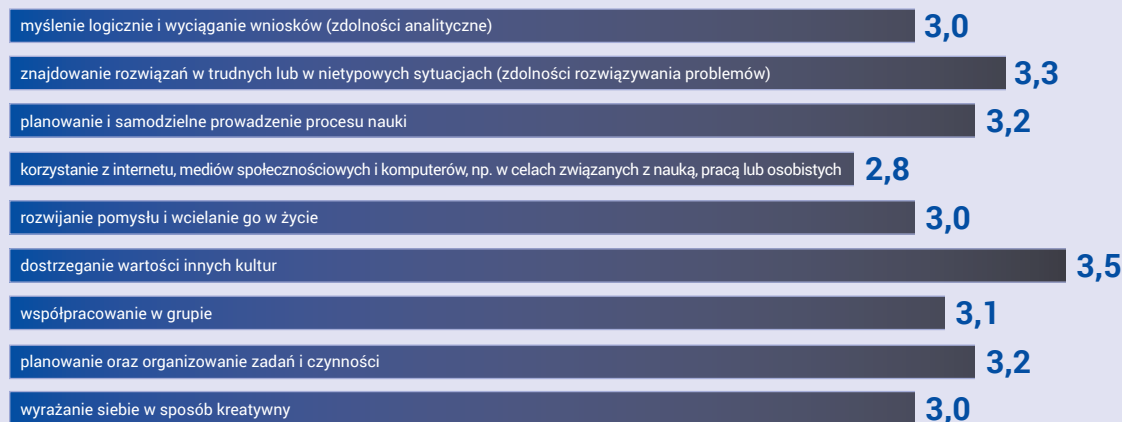 myślenie logicznie i wyciąganie wniosków (zdolności analityczne) 3,0
znajdowanie rozwiązań w trudnych lub w nietypowych sytuacjach (zdolności rozwiązywania problemów) 3,3
planowanie i samodzielne prowadzenie procesu nauki 3,2
korzystanie z internetu, mediów społecznościowych i komputerów, np. w celach związanych z nauką, pracą lub osobistych 2,8
rozwijanie pomysłu i wcielanie go w życie 3,0
dostrzeganie wartości innych kultur 3,5
współpracowanie w grupie 3,1
planowanie oraz organizowanie zadań i czynności 3,2
wyrażanie siebie w sposób kreatywny 3,0